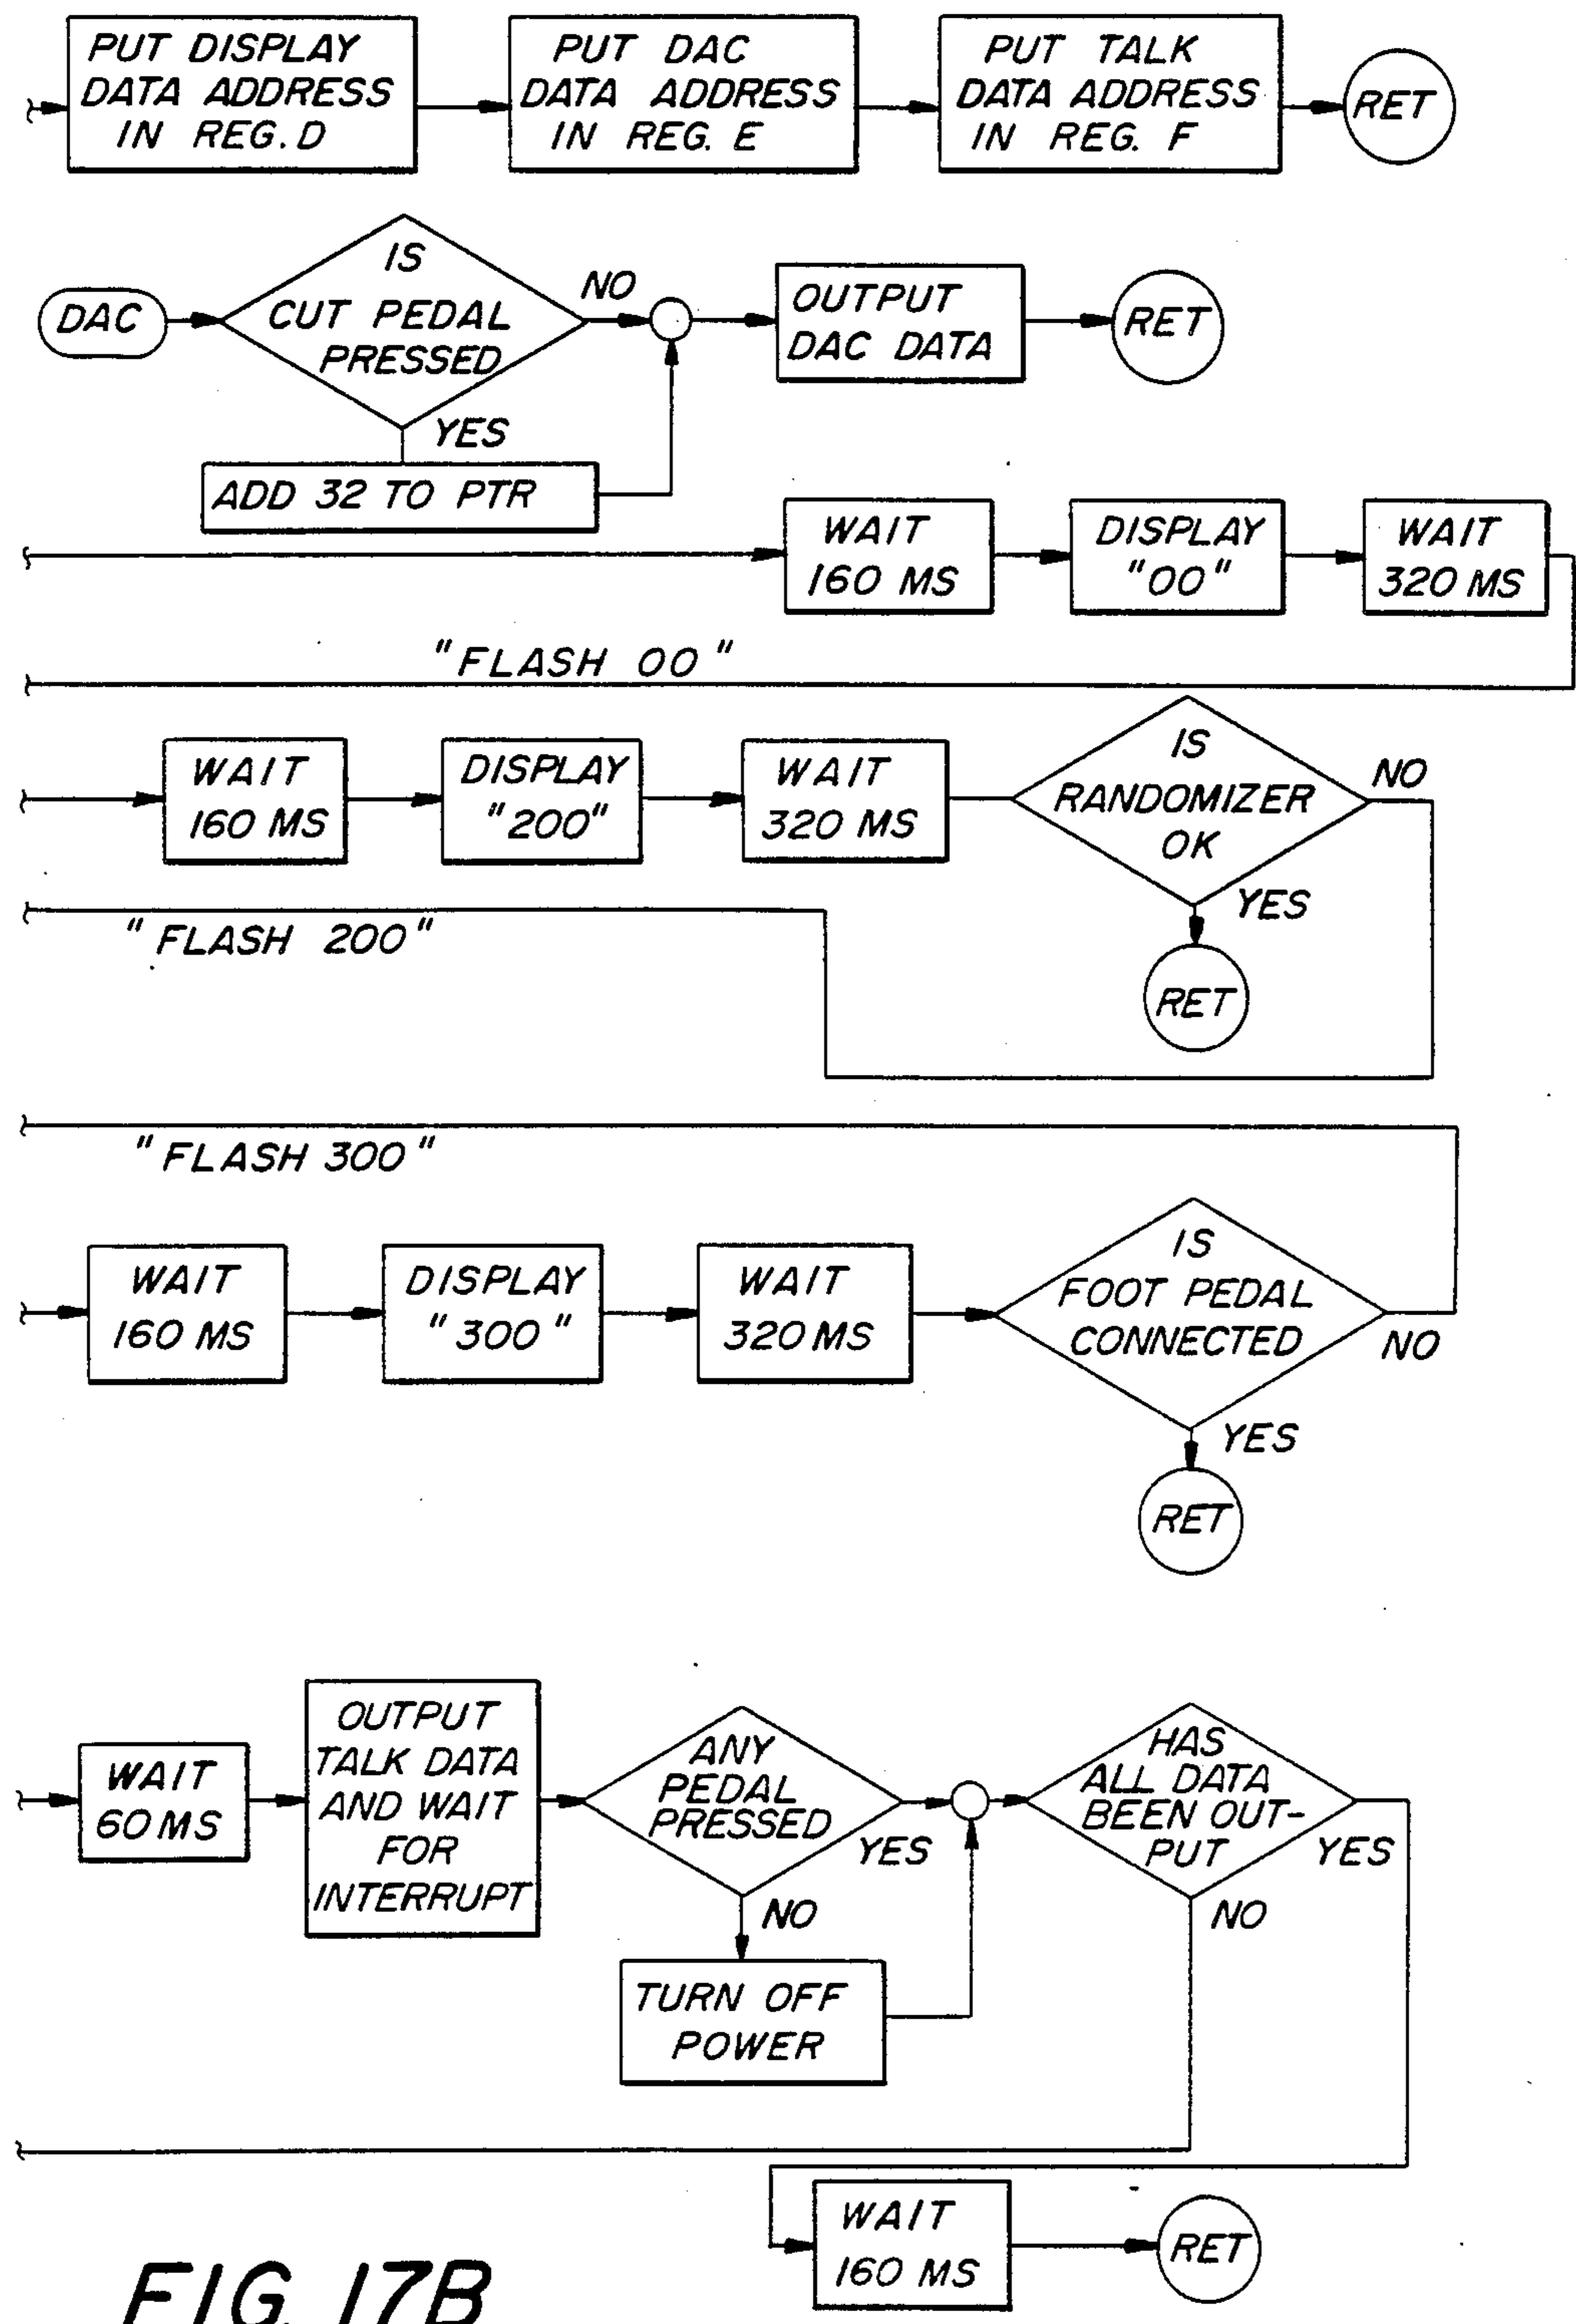 PUT DISPLAY
DATA ADDRESS
IN REG. D
PUT DAC
DATA ADDRESS
IN REG. E
PUT TALK
DATA ADDRESS
IN REG. F
RET
DAC
IS
CUT PEDAL
PRESSED
NO
YES
ADD 32 TO PTR
OUTPUT
DAC DATA
RET
WAIT
160 MS
DISPLAY
"00"
WAIT
320 MS
"FLASH 00"
WAIT
160 MS
DISPLAY
"200"
WAIT
320 MS
IS
RANDOMIZER
OK
NO
YES
RET
"FLASH 200"
"FLASH 300"
WAIT
160 MS
DISPLAY
"300"
WAIT
320 MS
IS
FOOT PEDAL
CONNECTED
NO
YES
RET
WAIT
60 MS
OUTPUT
TALK DATA
AND WAIT
FOR
INTERRUPT
ANY
PEDAL
PRESSED
YES
NO
TURN OFF
POWER
HAS
ALL DATA
BEEN OUT-
PUT
YES
NO
WAIT
160 MS
RET
FIG. 17B